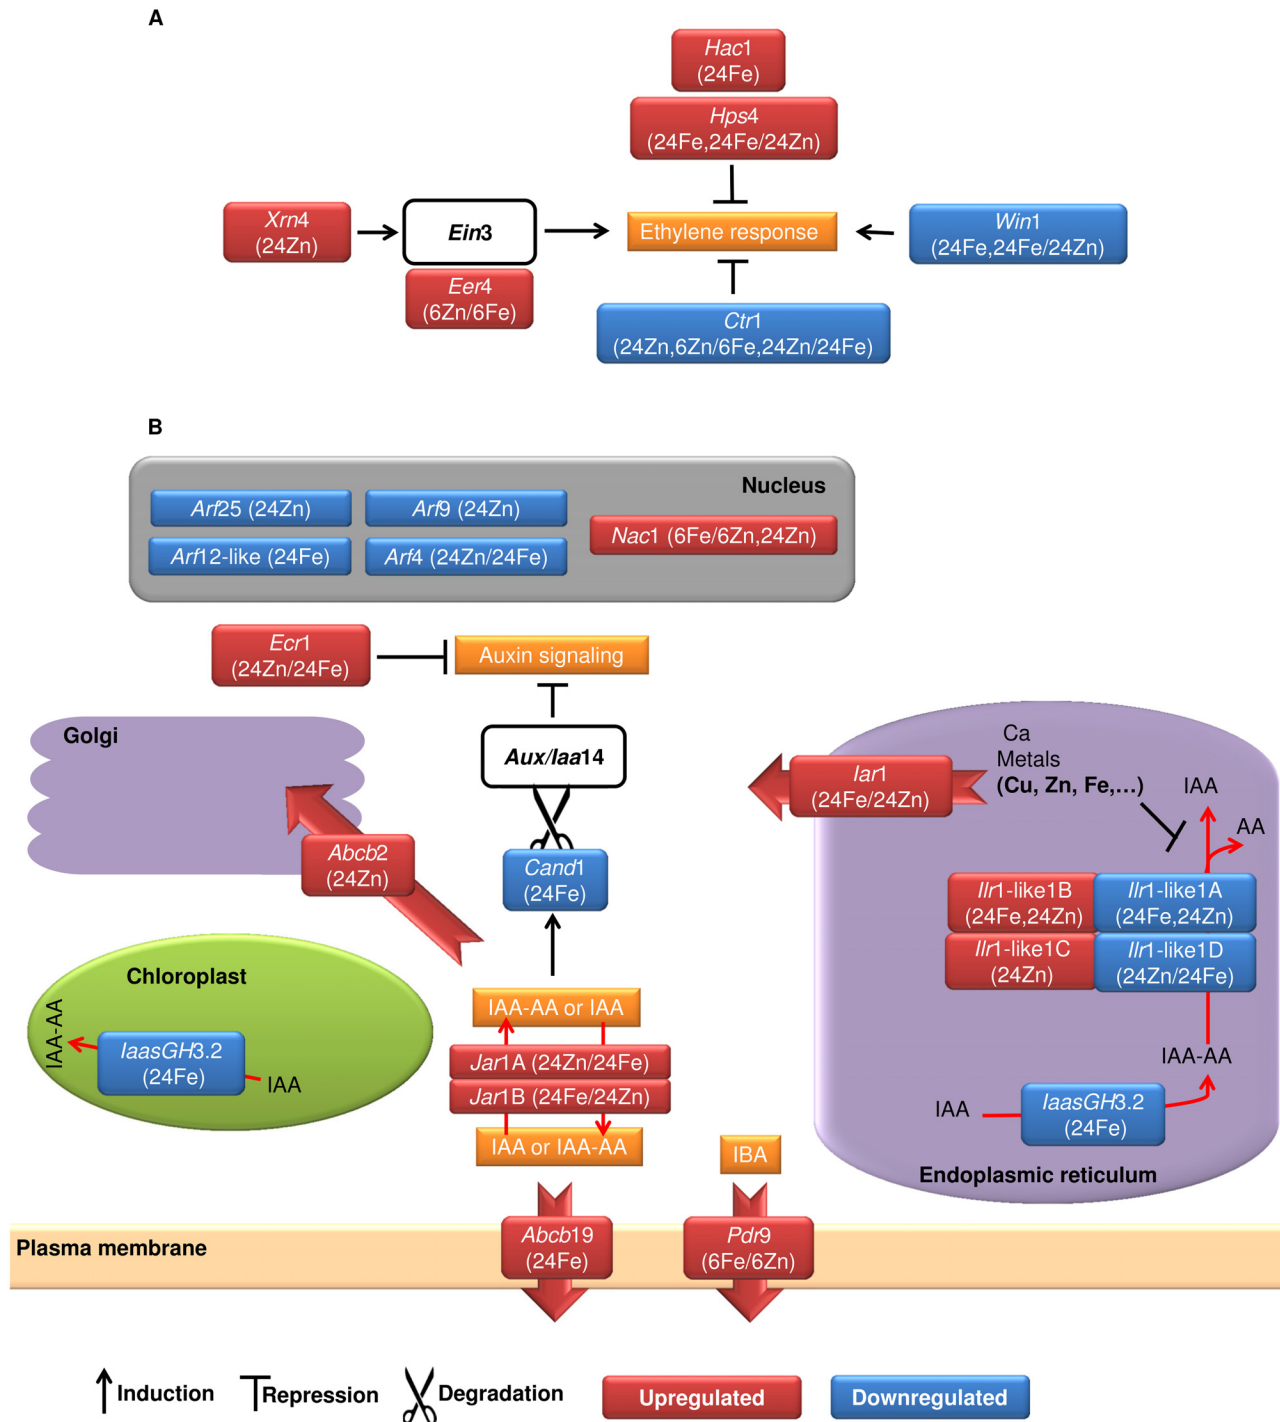 A
Hac1
(24Fe)
Hps4
(24Fe,24Fe/24Zn)
Xrn4
(24Zn)
Ein3
Eer4
(6Zn/6Fe)
Ethylene response
Win1
(24Fe,24Fe/24Zn)
Ctr1
(24Zn,6Zn/6Fe,24Zn/24Fe)
B
Nucleus
Arf25 (24Zn)
Arf9 (24Zn)
Nac1 (6Fe/6Zn,24Zn)
Arf12-like (24Fe)
Arf4 (24Zn/24Fe)
Ecr1
(24Zn/24Fe)
Auxin signaling
Golgi
Aux/Iaa14
Abcb2
(24Zn)
Cand1
(24Fe)
Iar1
(24Fe/24Zn)
Ca
Metals
(Cu, Zn, Fe,...)
IAA
AA
Ilr1-like1B
(24Fe,24Zn)
Ilr1-like1A
(24Fe,24Zn)
Ilr1-like1C
(24Zn)
Ilr1-like1D
(24Zn/24Fe)
IAA-AA
IAA
IaasGH3.2
(24Fe)
Endoplasmic reticulum
Chloroplast
IAA-AA
IaasGH3.2
(24Fe)
IAA
IAA-AA or IAA
Jar1A (24Zn/24Fe)
Jar1B (24Fe/24Zn)
IAA or IAA-AA
IBA
Plasma membrane
Abcb19
(24Fe)
Pdr9
(6Fe/6Zn)
Induction
Repression
Degradation
Upregulated
Downregulated